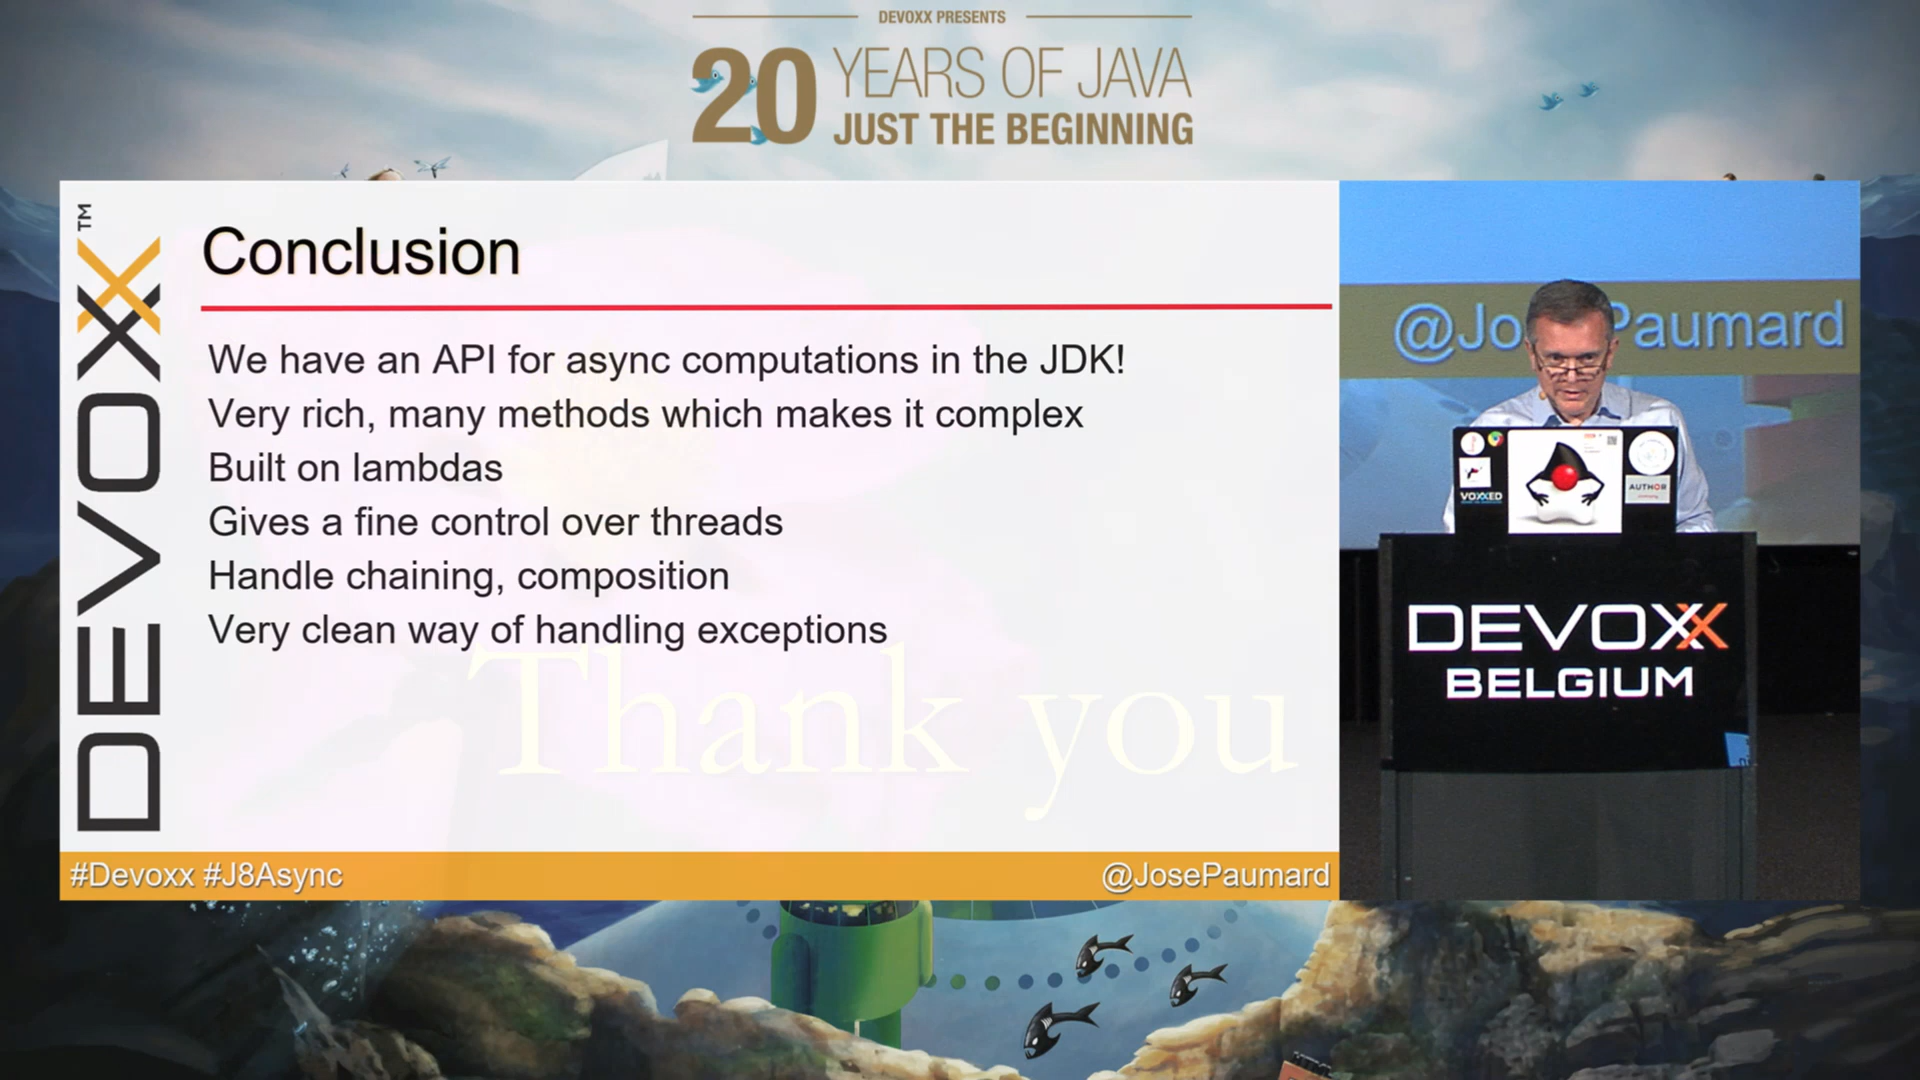 DEVOXX PRESENTS
20 YEARS OF JAVA
JUST THE BEGINNING
DEVOXX™
Conclusion
We have an API for async computations in the JDK!
Very rich, many methods which makes it complex
Built on lambdas
Gives a fine control over threads
Handle chaining, composition
Very clean way of handling exceptions
Thank you
#Devoxx #J8Async
@JosePaumard
@Jo Paumard
VOXXED
AUTHOR
DEVOXX
BELGIUM